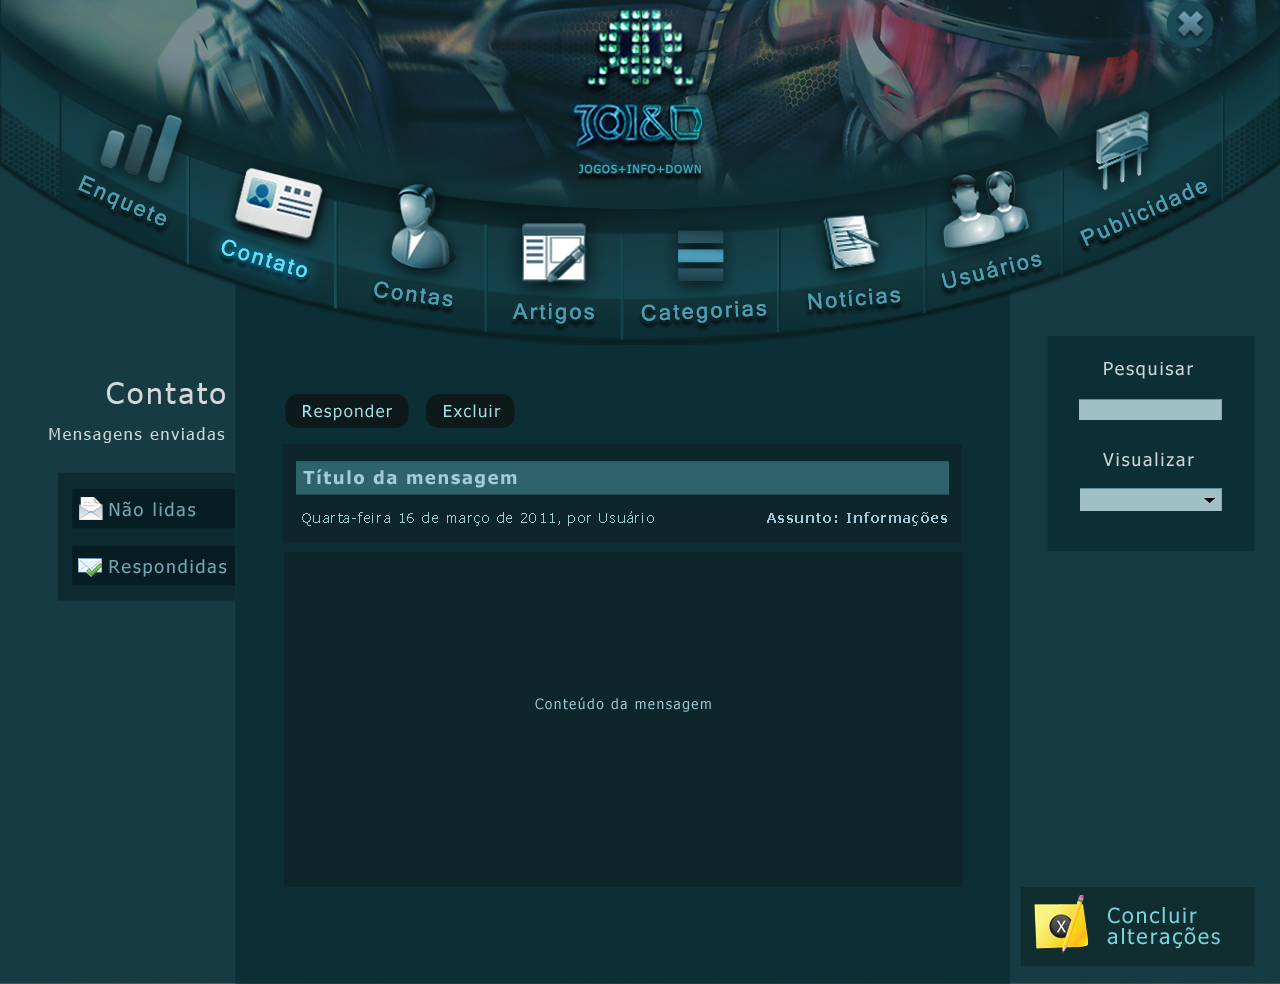 JOI&D
JOGOS+INFO+DOWN
Enquete
Contato
Contas
Artigos
Categorias
Notícias
Usuários
Publicidade
Contato
Mensagens enviadas
Não lidas
Respondidas
Responder
Excluir
Título da mensagem
Quarta-feira 16 de março de 2011, por Usuário
Assunto: Informações
Conteúdo da mensagem
Pesquisar
Visualizar
X
Concluir
alterações